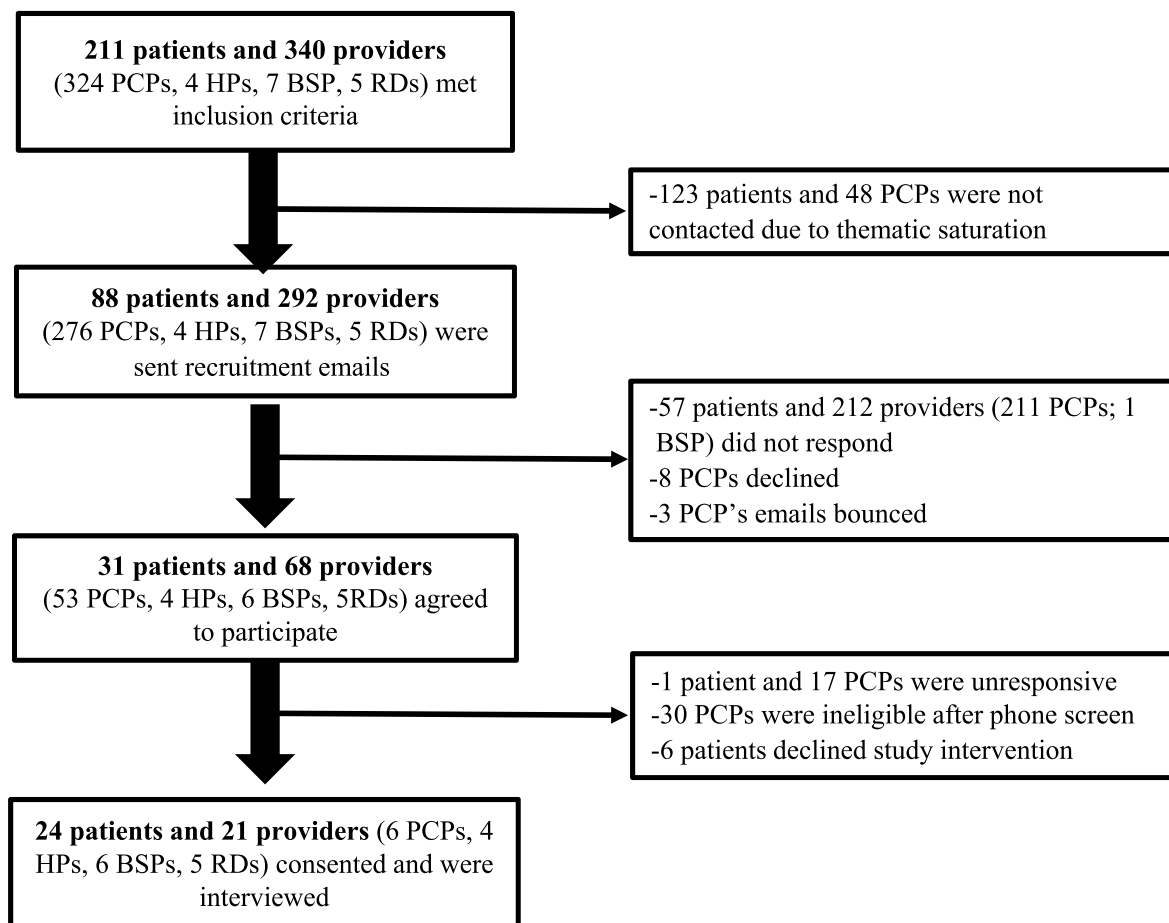 211 patients and 340 providers
(324 PCPs, 4 HPs, 7 BSP, 5 RDs) met
inclusion criteria
-123 patients and 48 PCPs were not
contacted due to thematic saturation
88 patients and 292 providers
(276 PCPs, 4 HPs, 7 BSPs, 5 RDs) were
sent recruitment emails
-57 patients and 212 providers (211 PCPs; 1
BSP) did not respond
-8 PCPs declined
-3 PCP’s emails bounced
31 patients and 68 providers
(53 PCPs, 4 HPs, 6 BSPs, 5RDs) agreed
to participate
-1 patient and 17 PCPs were unresponsive
-30 PCPs were ineligible after phone screen
-6 patients declined study intervention
24 patients and 21 providers (6 PCPs, 4
HPs, 6 BSPs, 5 RDs) consented and were
interviewed